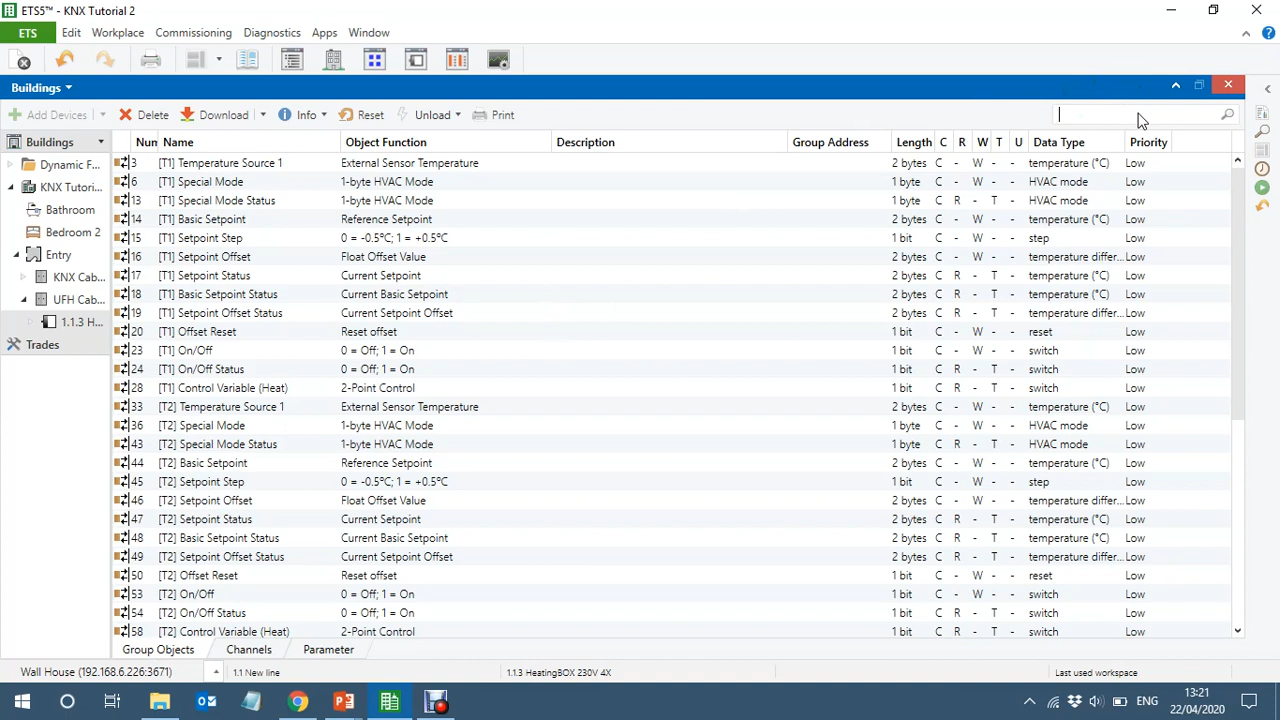 ETS5™ - KNX Tutorial 2
ETS Edit Workplace Commissioning Diagnostics Apps Window
Buildings
Add Devices Delete Download Info Reset Unload Print
Buildings
Dynamic F...
KNX Tutori...
Bathroom
Bedroom 2
Entry
KNX Cab...
UFH Cab...
1.1.3 H...
Trades
Num Name Object Function Description Group Address Length C R W T U Data Type Priority
3 [T1] Temperature Source 1 External Sensor Temperature 2 bytes C - W - - temperature (°C) Low
6 [T1] Special Mode 1-byte HVAC Mode 1 byte C - W - - HVAC mode Low
13 [T1] Special Mode Status 1-byte HVAC Mode 1 byte C R - T - HVAC mode Low
14 [T1] Basic Setpoint Reference Setpoint 2 bytes C - W - - temperature (°C) Low
15 [T1] Setpoint Step 0 = -0.5ºC; 1 = +0.5ºC 1 bit C - W - - step Low
16 [T1] Setpoint Offset Float Offset Value 2 bytes C - W - - temperature differ... Low
17 [T1] Setpoint Status Current Setpoint 2 bytes C R - T - temperature (°C) Low
18 [T1] Basic Setpoint Status Current Basic Setpoint 2 bytes C R - T - temperature (°C) Low
19 [T1] Setpoint Offset Status Current Setpoint Offset 2 bytes C R - T - temperature differ... Low
20 [T1] Offset Reset Reset offset 1 bit C - W - - reset Low
23 [T1] On/Off 0 = Off; 1 = On 1 bit C - W - - switch Low
24 [T1] On/Off Status 0 = Off; 1 = On 1 bit C R - T - switch Low
28 [T1] Control Variable (Heat) 2-Point Control 1 bit C R - T - switch Low
33 [T2] Temperature Source 1 External Sensor Temperature 2 bytes C - W - - temperature (°C) Low
36 [T2] Special Mode 1-byte HVAC Mode 1 byte C - W - - HVAC mode Low
43 [T2] Special Mode Status 1-byte HVAC Mode 1 byte C R - T - HVAC mode Low
44 [T2] Basic Setpoint Reference Setpoint 2 bytes C - W - - temperature (°C) Low
45 [T2] Setpoint Step 0 = -0.5ºC; 1 = +0.5ºC 1 bit C - W - - step Low
46 [T2] Setpoint Offset Float Offset Value 2 bytes C - W - - temperature differ... Low
47 [T2] Setpoint Status Current Setpoint 2 bytes C R - T - temperature (°C) Low
48 [T2] Basic Setpoint Status Current Basic Setpoint 2 bytes C R - T - temperature (°C) Low
49 [T2] Setpoint Offset Status Current Setpoint Offset 2 bytes C R - T - temperature differ... Low
50 [T2] Offset Reset Reset offset 1 bit C - W - - reset Low
53 [T2] On/Off 0 = Off; 1 = On 1 bit C - W - - switch Low
54 [T2] On/Off Status 0 = Off; 1 = On 1 bit C R - T - switch Low
58 [T2] Control Variable (Heat) 2-Point Control 1 bit C R - T - switch Low
Group Objects Channels Parameter
Wall House (192.168.6.226:3671) 1.1 New line 1.1.3 HeatingBOX 230V 4X Last used workspace
ENG 13:21
22/04/2020